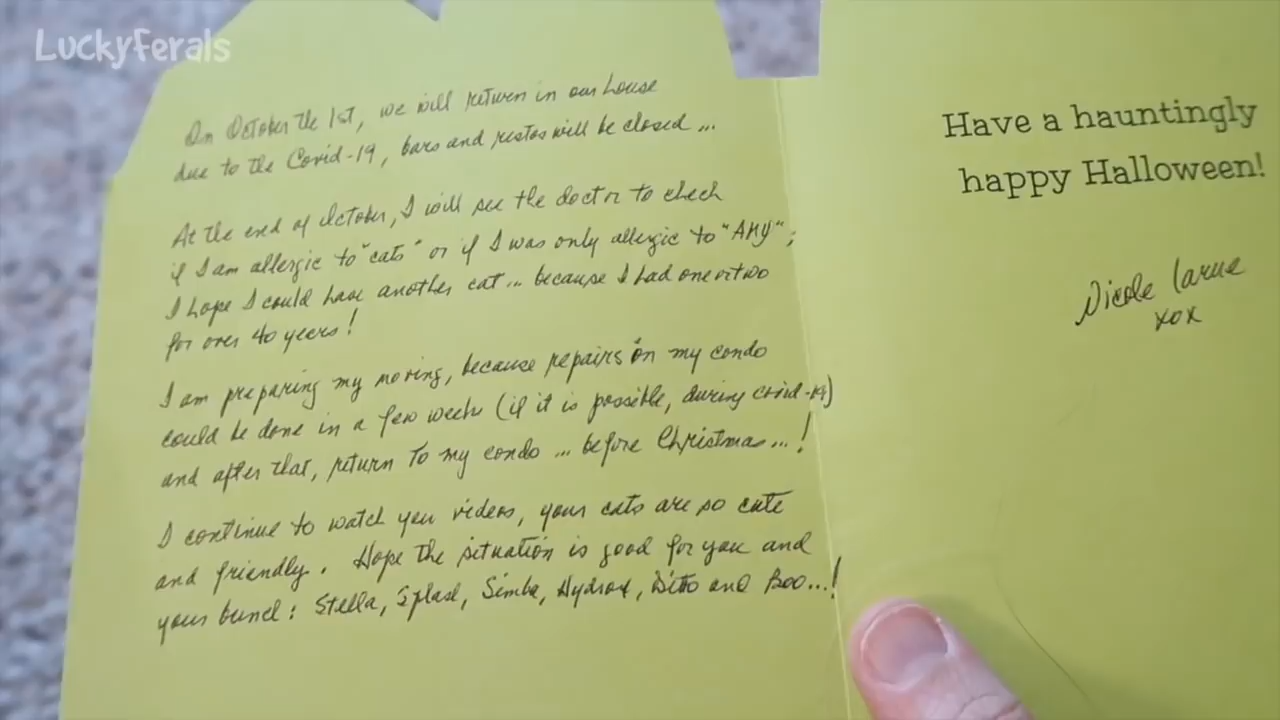 LuckyFerals
On October the 1st, we will return in our house
due to the Covid-19, bars and restos will be closed ...
At the end of October, I will see the doctor to check
if I am allergic to "cats" or if I was only allergic to "AMY";
I hope I could have another cat... because I had one or two
for over 40 years!
I am preparing my moving, because repairs on my condo
could be done in a few weeks (if it is possible, during covid-19)
and after that, return to my condo ... before Christmas...!
I continue to watch you videos, your cats are so cute
and friendly. Hope the situation is good for you and
your bunch: Stella, Splash, Simba, Hydrox, Ditto and Boo...!
Have a hauntingly
happy Halloween!
Nicole Larue
xox